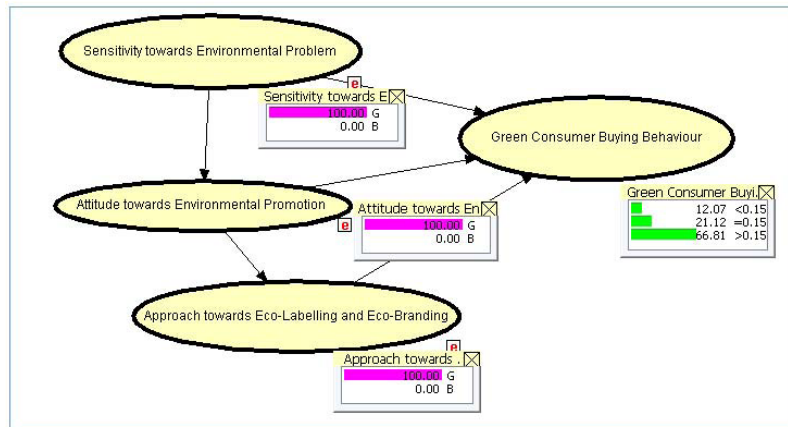 Sensitivity towards Environmental Problem
e
Sensitivity towards E
100.00 G
0.00 B
Green Consumer Buying Behaviour
Attitude towards Environmental Promotion
e
Attitude towards En
100.00 G
0.00 B
Green Consumer Buyi.
12.07 <0.15
21.12 =0.15
66.81 >0.15
Approach towards Eco-Labelling and Eco-Branding
e
Approach towards .
100.00 G
0.00 B